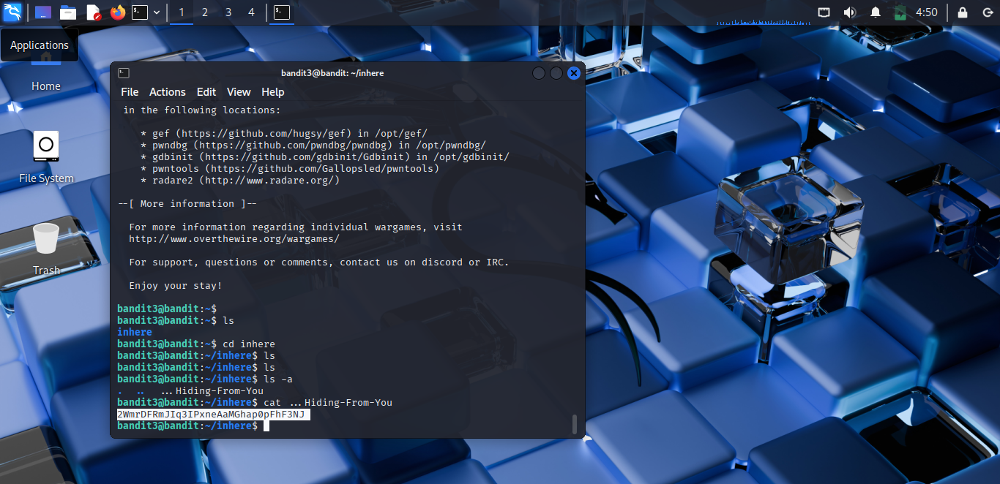 1 2 3 4
4:50
Applications
Home
File System
Trash
bandit3@bandit: ~/inhere
File Actions Edit View Help
in the following locations:
* gef (https://github.com/hugsy/gef) in /opt/gef/
* pwndbg (https://github.com/pwndbg/pwndbg) in /opt/pwndbg/
* gdbinit (https://github.com/gdbinit/Gdbinit) in /opt/gdbinit/
* pwntools (https://github.com/Gallopsled/pwntools)
* radare2 (http://www.radare.org/)
--[ More information ]--
For more information regarding individual wargames, visit
http://www.overthewire.org/wargames/
For support, questions or comments, contact us on discord or IRC.
Enjoy your stay!
bandit3@bandit:~$
bandit3@bandit:~$ ls
inhere
bandit3@bandit:~$ cd inhere
bandit3@bandit:~/inhere$ ls
bandit3@bandit:~/inhere$ ls
bandit3@bandit:~/inhere$ ls -a
. .. ...Hiding-From-You
bandit3@bandit:~/inhere$ cat ...Hiding-From-You
2WmrDFRmJIq3IPxneAaMGhap0pFhF3NJ
bandit3@bandit:~/inhere$